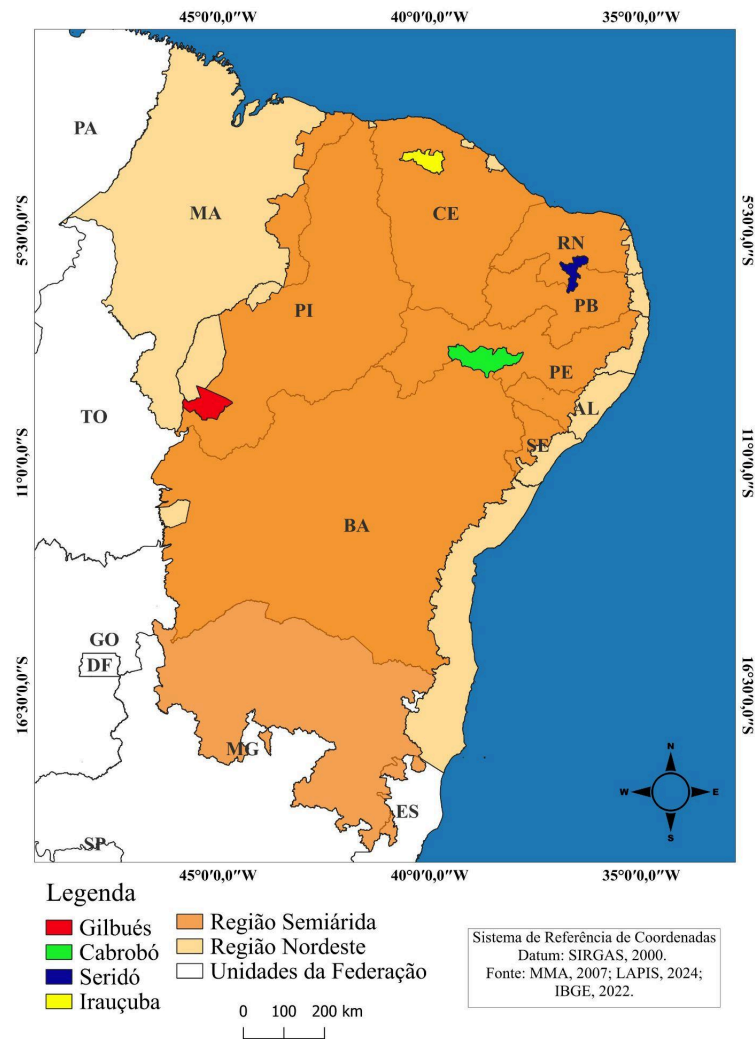 45°0'0,0"W 40°0'0,0"W 35°0'0,0"W
PA
MA
CE
5°30'0,0"S
5°30'0,0"S
RN
PI
PB
PE
TO
AL
SE
11°0'0,0"S
11°0'0,0"S
BA
GO
DF
16°30'0,0"S
16°30'0,0"S
MG
N
W E
S
ES
SP
45°0'0,0"W 40°0'0,0"W 35°0'0,0"W
Legenda
Gilbués
Cabrobó
Seridó
Irauçuba
Região Semiárida
Região Nordeste
Unidades da Federação
0 100 200 km
Sistema de Referência de Coordenadas
Datum: SIRGAS, 2000.
Fonte: MMA, 2007; LAPIS, 2024;
IBGE, 2022.